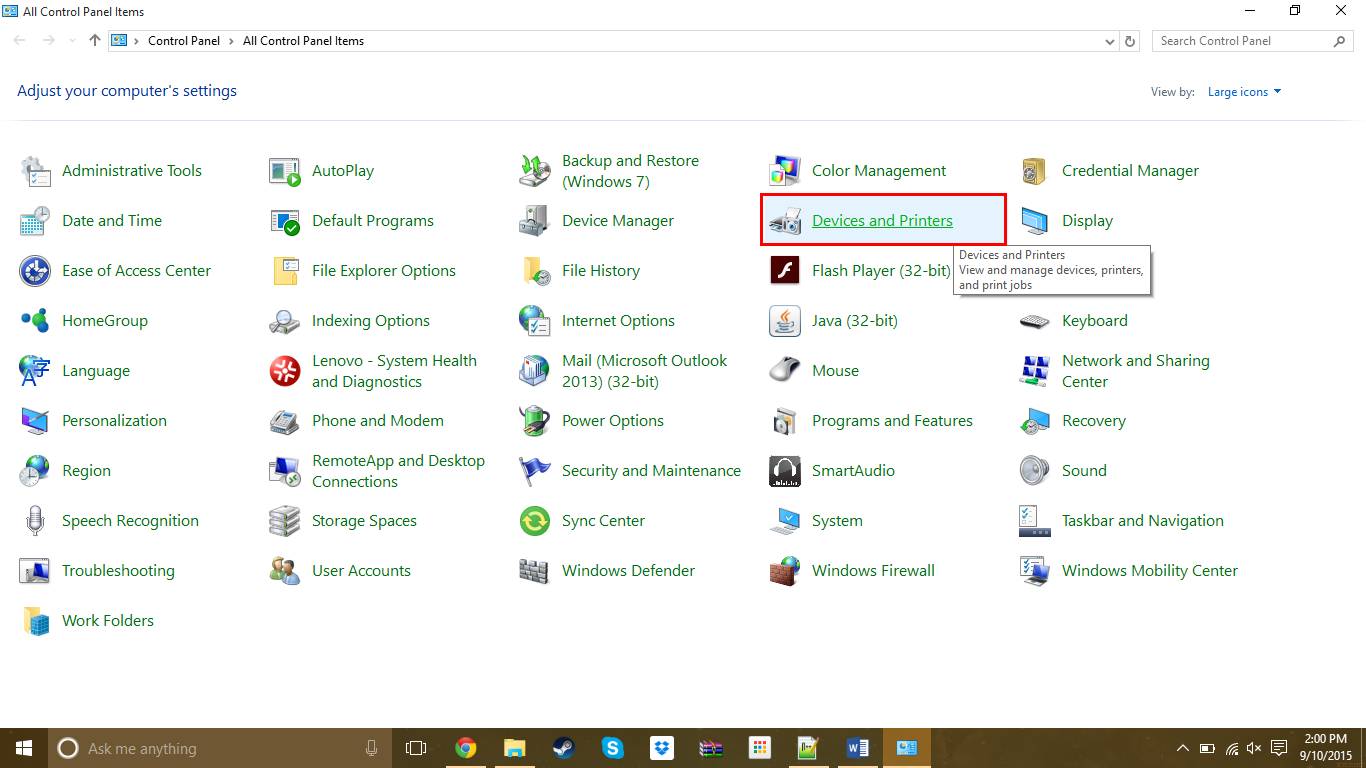 All Control Panel Items
Control Panel > All Control Panel Items
Search Control Panel
Adjust your computer's settings
View by: Large icons
Administrative Tools
AutoPlay
Backup and Restore
(Windows 7)
Color Management
Credential Manager
Date and Time
Default Programs
Device Manager
Devices and Printers
Display
Devices and Printers
View and manage devices, printers,
and print jobs
Ease of Access Center
File Explorer Options
File History
Flash Player (32-bit)
HomeGroup
Indexing Options
Internet Options
Java (32-bit)
Keyboard
Language
Lenovo - System Health
and Diagnostics
Mail (Microsoft Outlook
2013) (32-bit)
Mouse
Network and Sharing
Center
Personalization
Phone and Modem
Power Options
Programs and Features
Recovery
Region
RemoteApp and Desktop
Connections
Security and Maintenance
SmartAudio
Sound
Speech Recognition
Storage Spaces
Sync Center
System
Taskbar and Navigation
Troubleshooting
User Accounts
Windows Defender
Windows Firewall
Windows Mobility Center
Work Folders
Ask me anything
2:00 PM
9/10/2015